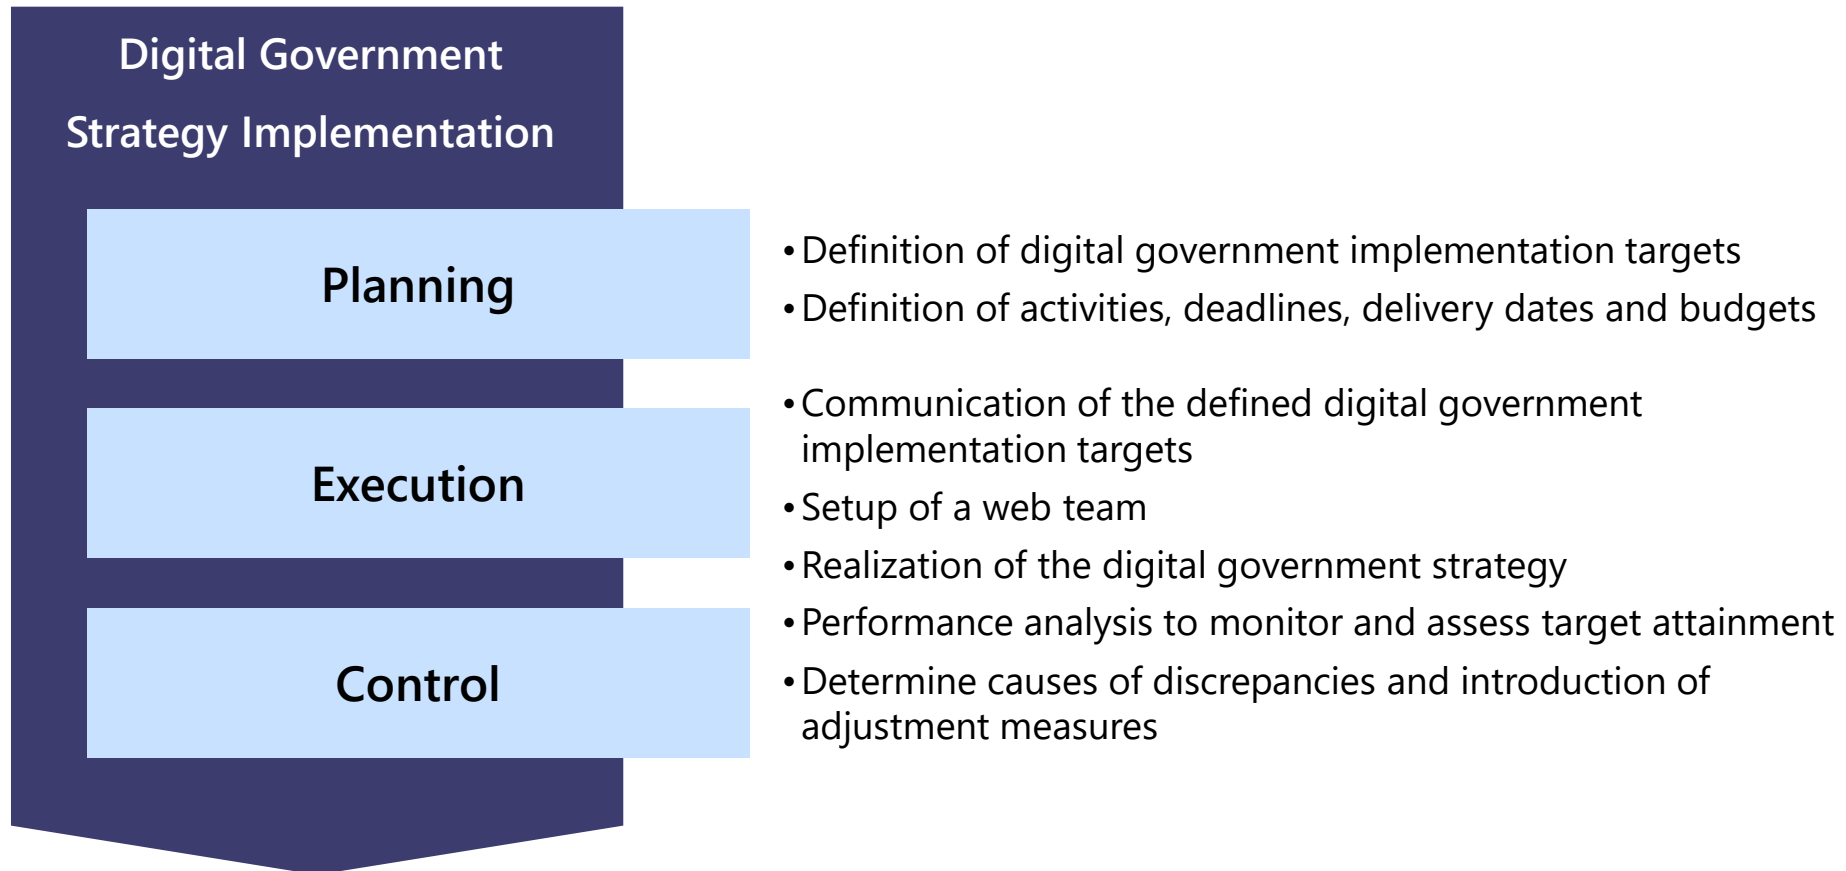 Digital Government
Strategy Implementation
Planning
• Definition of digital government implementation targets
• Definition of activities, deadlines, delivery dates and budgets
Execution
• Communication of the defined digital government
implementation targets
• Setup of a web team
• Realization of the digital government strategy
Control
• Performance analysis to monitor and assess target attainment
• Determine causes of discrepancies and introduction of
adjustment measures